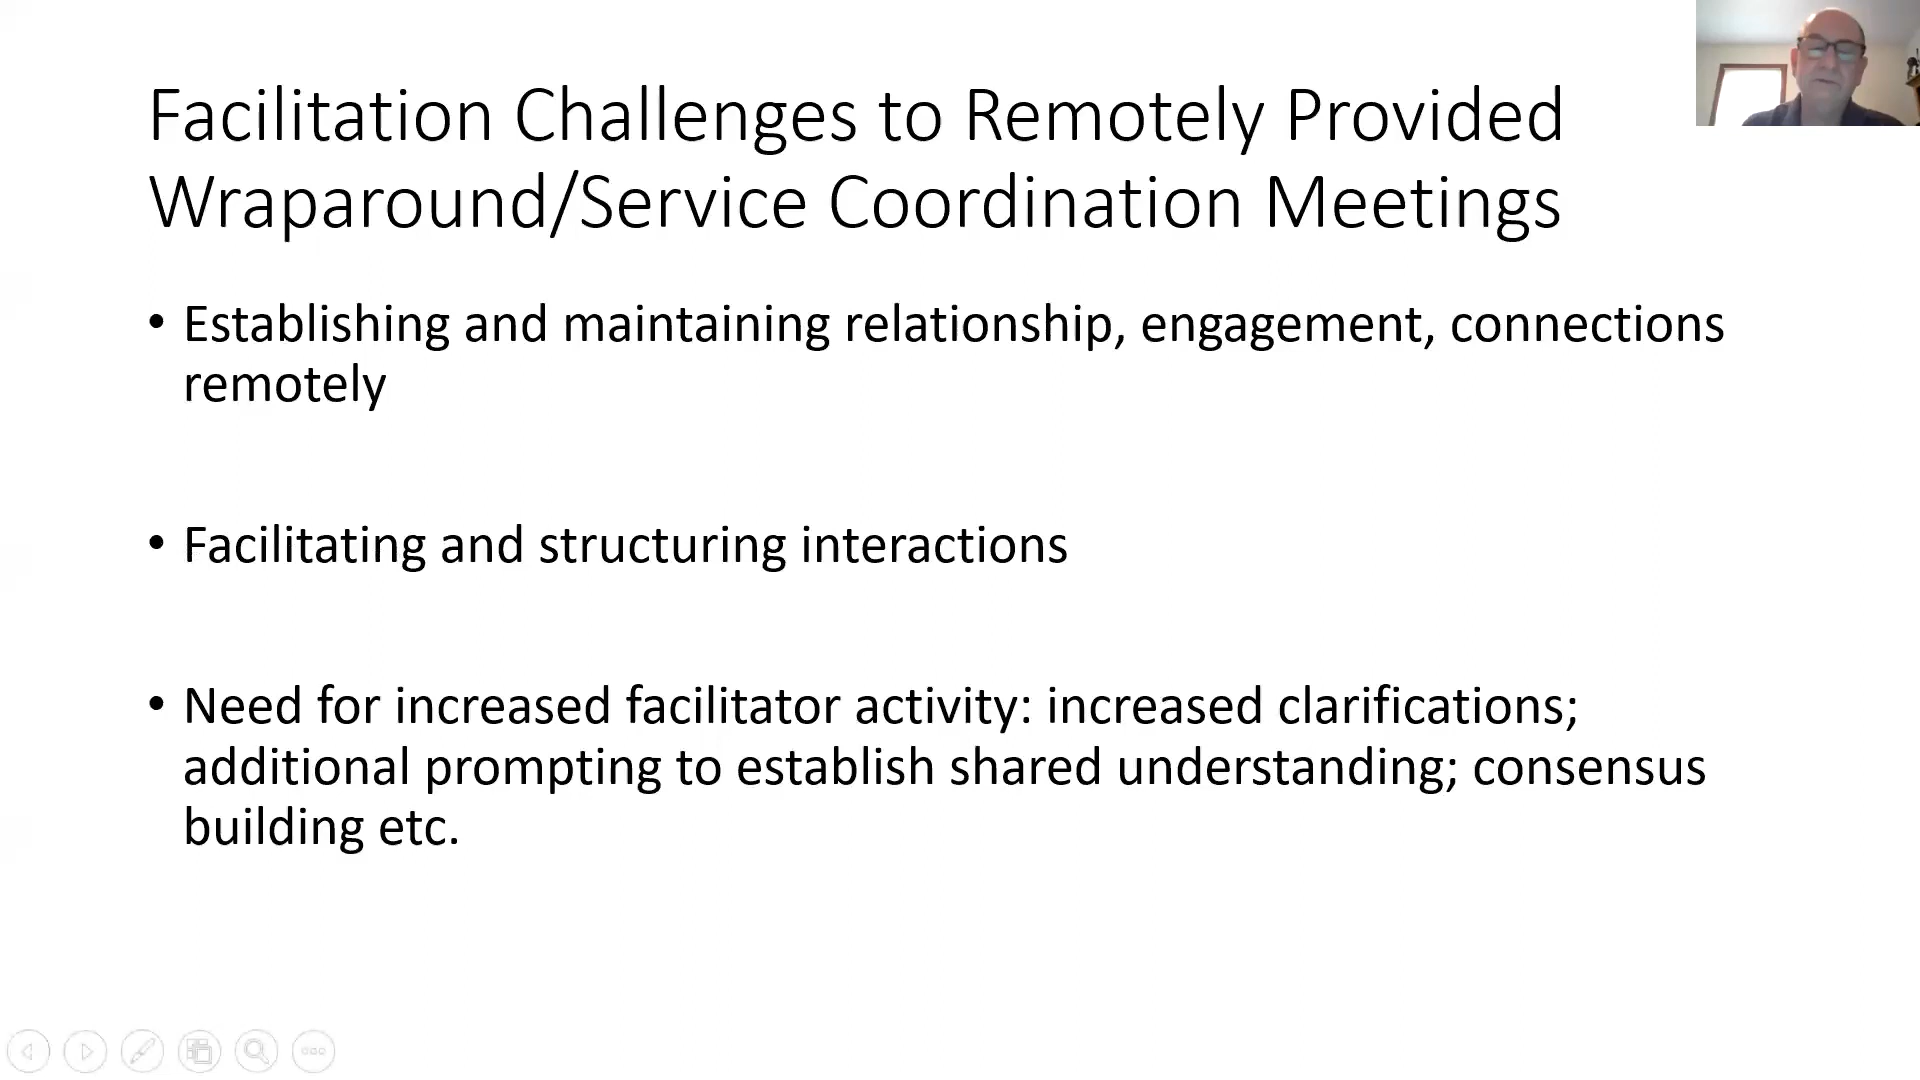 Facilitation Challenges to Remotely Provided
Wraparound/Service Coordination Meetings
• Establishing and maintaining relationship, engagement, connections
remotely
• Facilitating and structuring interactions
• Need for increased facilitator activity: increased clarifications;
additional prompting to establish shared understanding; consensus
building etc.